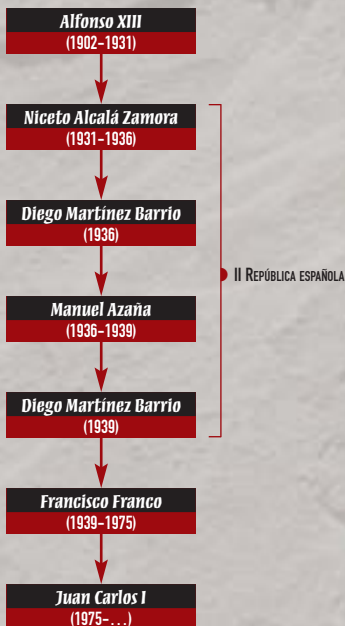 Alfonso XIII
(1902-1931)
Niceto Alcalá Zamora
(1931-1936)
Diego Martínez Barrio
(1936)
II República española
Manuel Azaña
(1936-1939)
Diego Martínez Barrio
(1939)
Francisco Franco
(1939-1975)
Juan Carlos I
(1975-...)